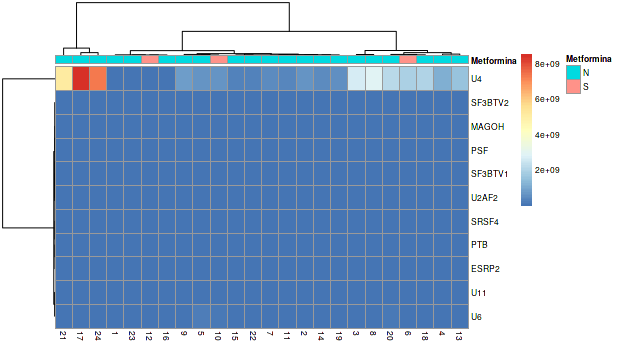 Metformina
Metformina
U4
N
S
8e+09
6e+09
4e+09
2e+09
SF3BTV2
MAGOH
PSF
SF3BTV1
U2AF2
SRSF4
PTB
ESRP2
U11
U6
21 17 24 1 23 12 16 9 5 10 15 22 7 11 2 14 19 3 8 20 6 18 4 13